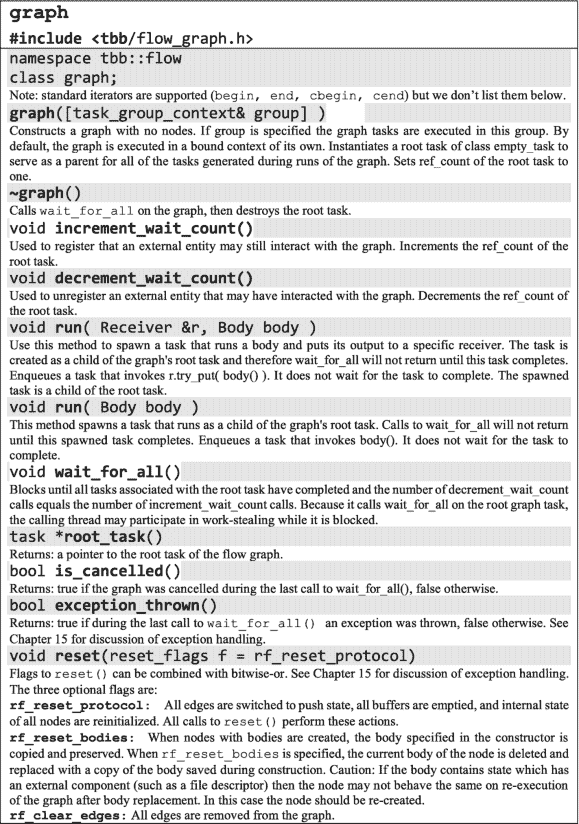 graph
#include <tbb/flow_graph.h>
namespace tbb::flow
class graph;
Note: standard iterators are supported (begin, end, cbegin, cend) but we don't list them below.
graph([task_group_context& group] )
Constructs a graph with no nodes. If group is specified the graph tasks are executed in this group. By
default, the graph is executed in a bound context of its own. Instantiates a root task of class empty_task to
serve as a parent for all of the tasks generated during runs of the graph. Sets ref_count of the root task to
one.
~graph()
Calls wait_for_all on the graph, then destroys the root task.
void increment_wait_count()
Used to register that an external entity may still interact with the graph. Increments the ref_count of the
root task.
void decrement_wait_count()
Used to unregister an external entity that may have interacted with the graph. Decrements the ref_count of
the root task.
void run( Receiver &r, Body body )
Use this method to spawn a task that runs a body and puts its output to a specific receiver. The task is
created as a child of the graph's root task and therefore wait_for_all will not return until this task completes.
Enqueues a task that invokes r.try_put( body() ). It does not wait for the task to complete. The spawned
task is a child of the root task.
void run( Body body )
This method spawns a task that runs as a child of the graph's root task. Calls to wait_for_all will not return
until this spawned task completes. Enqueues a task that invokes body(). It does not wait for the task to
complete.
void wait_for_all()
Blocks until all tasks associated with the root task have completed and the number of decrement_wait_count
calls equals the number of increment_wait_count calls. Because it calls wait_for_all on the root graph task,
the calling thread may participate in work-stealing while it is blocked.
task *root_task()
Returns: a pointer to the root task of the flow graph.
bool is_cancelled()
Returns: true if the graph was cancelled during the last call to wait_for_all(), false otherwise.
bool exception_thrown()
Returns: true if during the last call to wait_for_all() an exception was thrown, false otherwise. See
Chapter 15 for discussion of exception handling.
void reset(reset_flags f = rf_reset_protocol)
Flags to reset() can be combined with bitwise-or. See Chapter 15 for discussion of exception handling.
The three optional flags are:
rf_reset_protocol: All edges are switched to push state, all buffers are emptied, and internal state
of all nodes are reinitialized. All calls to reset() perform these actions.
rf_reset_bodies: When nodes with bodies are created, the body specified in the constructor is
copied and preserved. When rf_reset_bodies is specified, the current body of the node is deleted and
replaced with a copy of the body saved during construction. Caution: If the body contains state which has
an external component (such as a file descriptor) then the node may not behave the same on re-execution
of the graph after body replacement. In this case the node should be re-created.
rf_clear_edges: All edges are removed from the graph.